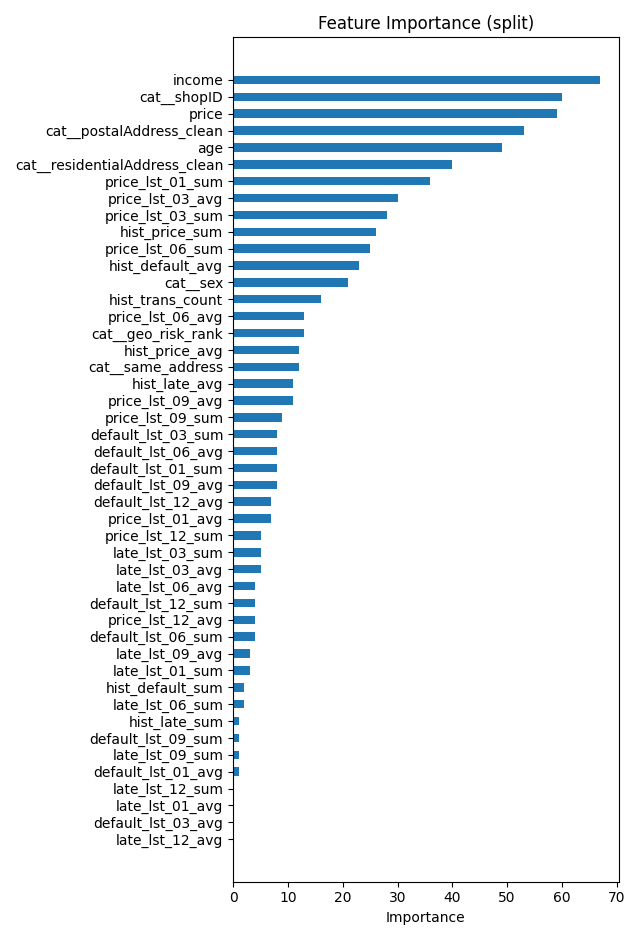 Feature Importance (split)
income
cat__shopID
price
cat__postalAddress_clean
age
cat__residentialAddress_clean
price_lst_01_sum
price_lst_03_avg
price_lst_03_sum
hist_price_sum
price_lst_06_sum
hist_default_avg
cat__sex
hist_trans_count
price_lst_06_avg
cat__geo_risk_rank
hist_price_avg
cat__same_address
hist_late_avg
price_lst_09_avg
price_lst_09_sum
default_lst_03_sum
default_lst_06_avg
default_lst_01_sum
default_lst_09_avg
default_lst_12_avg
price_lst_01_avg
price_lst_12_sum
late_lst_03_sum
late_lst_03_avg
late_lst_06_avg
default_lst_12_sum
price_lst_12_avg
default_lst_06_sum
late_lst_09_avg
late_lst_01_sum
hist_default_sum
late_lst_06_sum
hist_late_sum
default_lst_09_sum
late_lst_09_sum
default_lst_01_avg
late_lst_12_sum
late_lst_01_avg
default_lst_03_avg
late_lst_12_avg
0 10 20 30 40 50 60 70
Importance